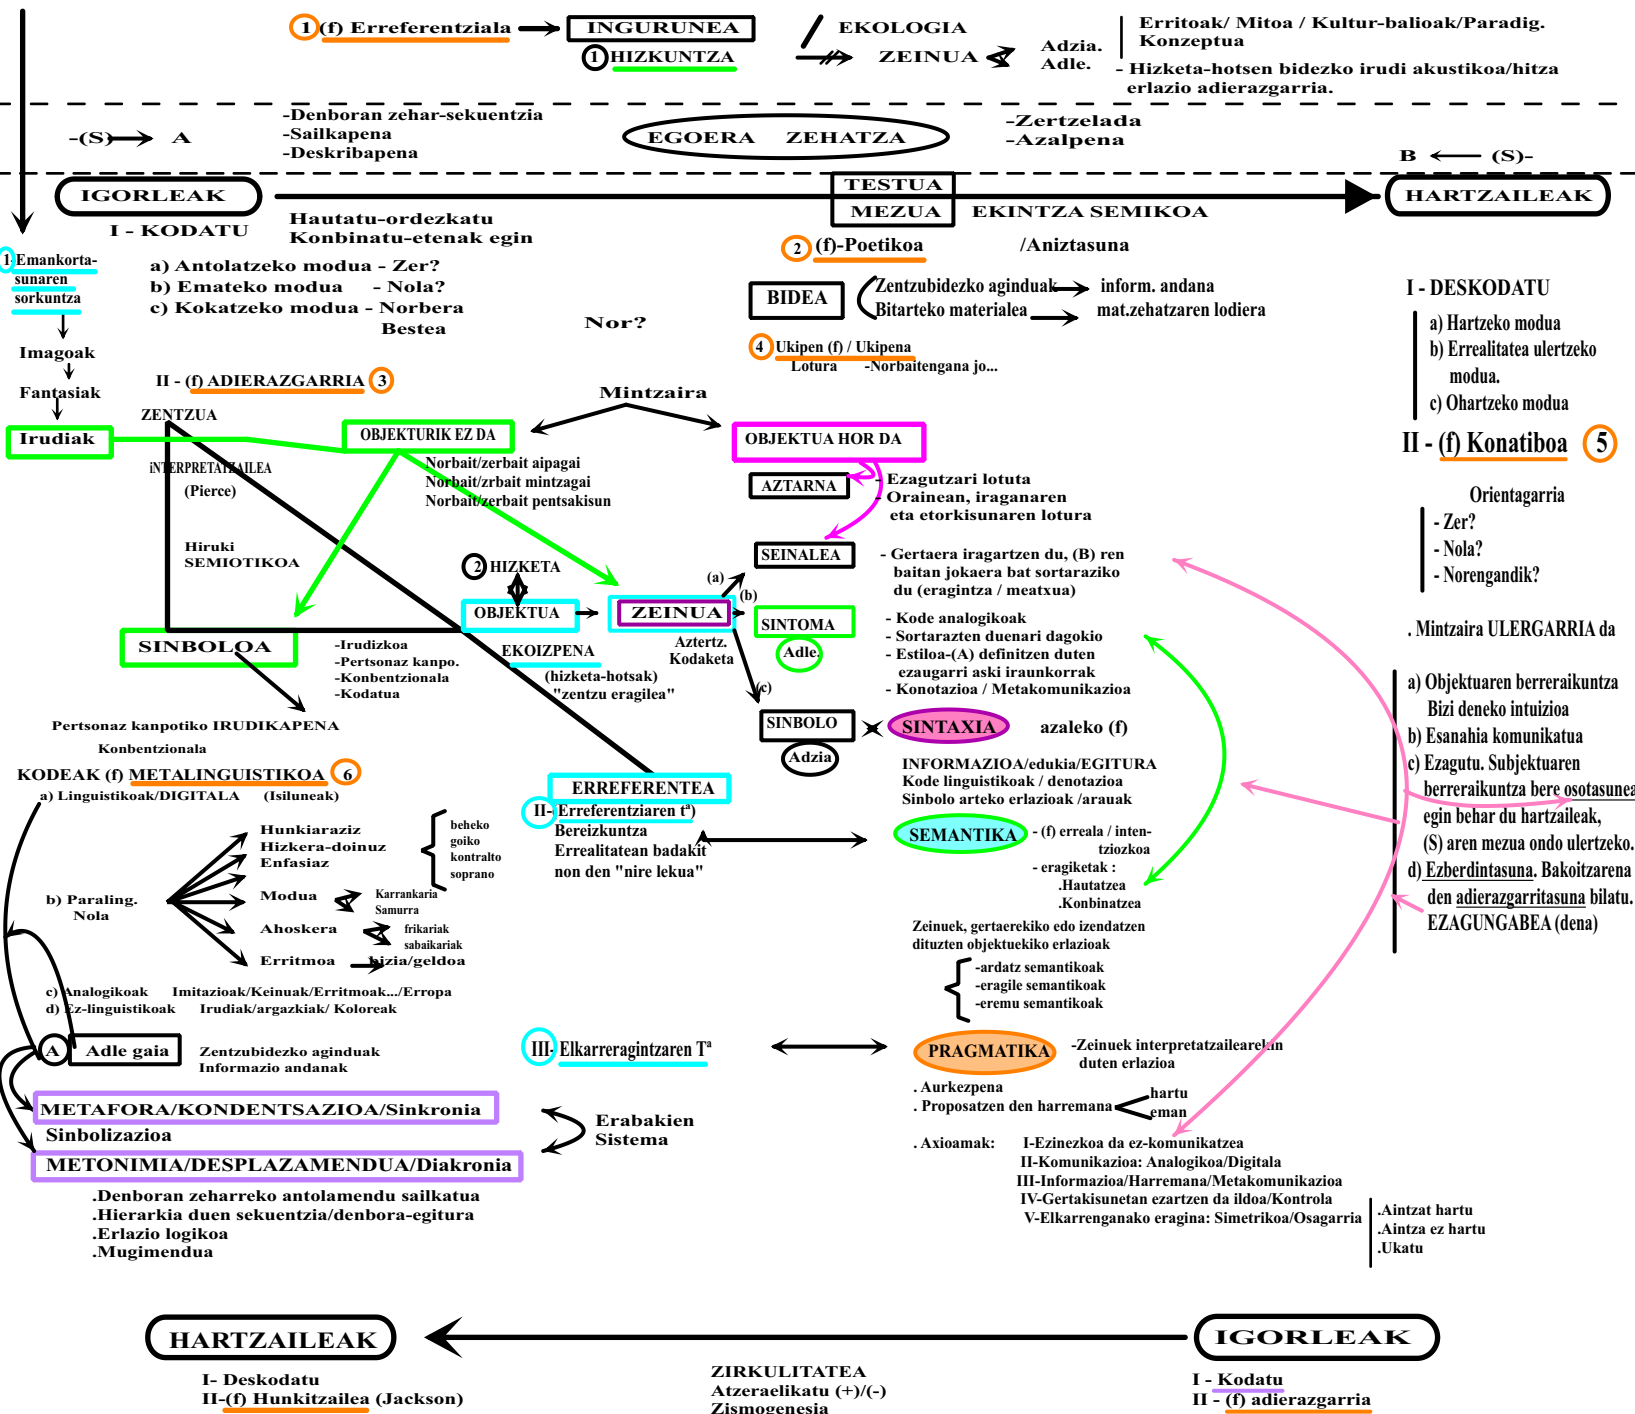 1 (f) Erreferentziala
INGURUNEA
1 HIZKUNTZA
EKOLOGIA
ZEINUA
Adzia.
Adle.
Erritoak/ Mitoa / Kultur-balioak/Paradig.
Konzeptua
- Hizketa-hotsen bidezko irudi akustikoa/hitza
erlazio adierazgarria.
-(S) A
-Denboran zehar-sekuentzia
-Sailkapena
-Deskribapena
EGOERA ZEHATZA
-Zertzelada
-Azalpena
B (S)-
IGORLEAK
TESTUA
MEZUA
EKINTZA SEMIKOA
HARTZAILEAK
I - KODATU
Hautatu-ordezkatu
Konbinatu-etenak egin
2 (f)-Poetikoa /Aniztasuna
1-Emankorta-
sunaren
sorkuntza
a) Antolatzeko modua - Zer?
b) Emateko modua - Nola?
c) Kokatzeko modua - Norbera
Bestea
Nor?
BIDEA
Zentzubidezko aginduak
inform. andana
Bitarteko materialea
mat.zehatzaren lodiera
4 Ukipen (f) / Ukipena
Lotura -Norbaitengana jo...
I - DESKODATU
a) Hartzeko modua
b) Errealitatea ulertzeko
modua.
c) Ohartzeko modua
II - (f) Konatiboa 5
Orientagarria
- Zer?
- Nola?
- Norengandik?
. Mintzaira ULERGARRIA da
a) Objektuaren berreraikuntza
Bizi deneko intuizioa
b) Esanahia komunikatua
c) Ezagutu. Subjektuaren
berreraikuntza bere osotasunea
egin behar du hartzaileak,
(S) aren mezua ondo ulertzeko.
d) Ezberdintasuna. Bakoitzarena
den adierazgarritasuna bilatu.
EZAGUNGABEA (dena)
Imagoak
Fantasiak
Irudiak
II - (f) ADIERAZGARRIA 3
ZENTZUA
iNTERPRETATZAILEA
(Pierce)
Hiruki
SEMIOTIKOA
Mintzaira
OBJEKTURIK EZ DA
Norbait/zerbait aipagai
Norbait/zrbait mintzagai
Norbait/zerbait pentsakisun
OBJEKTUA HOR DA
AZTARNA
- Ezagutzari lotuta
- Orainean, iraganaren
eta etorkisunaren lotura
SEINALEA
- Gertaera iragartzen du, (B) ren
baitan jokaera bat sortaraziko
du (eragintza / meatxua)
2 HIZKETA
OBJEKTUA
ZEINUA
(a)
(b)
(c)
Aztertz.
Kodaketa
SINTOMA
Adle.
- Kode analogikoak
- Sortarazten duenari dagokio
- Estiloa-(A) definitzen duten
ezaugarri aski iraunkorrak
- Konotazioa / Metakomunikazioa
EKOIZPENA
(hizketa-hotsak)
"zentzu eragilea"
SINBOLOA
-Irudizkoa
-Pertsonaz kanpo.
-Konbentzionala
-Kodatua
Pertsonaz kanpotiko IRUDIKAPENA
Konbentzionala
SINBOLO
Adzia
SINTAXIA
azaleko (f)
INFORMAZIOA/edukia/EGITURA
Kode linguistikoak / denotazioa
Sinbolo arteko erlazioak /arauak
KODEAK (f) METALINGUISTIKOA 6
a) Linguistikoak/DIGITALA (Isiluneak)
ERREFERENTEA
II- Erreferentziaren tª)
Bereizkuntza
Errealitatean badakit
non den "nire lekua"
SEMANTIKA
- (f) erreala / inten-
tziozkoa
- eragiketak :
.Hautatzea
.Konbinatzea
b) Paraling.
Nola
Hunkiaraziz
Hizkera-doinuz
Enfasiaz
beheko
goiko
kontralto
soprano
Modua
Karrankaria
Samurra
Ahoskera
frikariak
sabaikariak
Erritmoa
bizia/geldoa
Zeinuek, gertaerekiko edo izendatzen
dituzten objektuekiko erlazioak
-ardatz semantikoak
-eragile semantikoak
-eremu semantikoak
c) Analogikoak Imitazioak/Keinuak/Erritmoak.../Erropa
d) Ez-linguistikoak Irudiak/argazkiak/ Koloreak
A Adle gaia
Zentzubidezko aginduak
Informazio andanak
III- Elkarreragintzaren Tª
PRAGMATIKA
-Zeinuek interpretatzailearekin
duten erlazioa
. Aurkezpena
. Proposatzen den harremana
hartu
eman
METAFORA/KONDENTSAZIOA/Sinkronia
Sinbolizazioa
METONIMIA/DESPLAZAMENDUA/Diakronia
Erabakien
Sistema
. Axioamak: I-Ezinezkoa da ez-komunikatzea
II-Komunikazioa: Analogikoa/Digitala
III-Informazioa/Harremana/Metakomunikazioa
IV-Gertakisunetan ezartzen da ildoa/Kontrola
V-Elkarrenganako eragina: Simetrikoa/Osagarria
.Aintzat hartu
.Aintza ez hartu
.Ukatu
.Denboran zeharreko antolamendu sailkatua
.Hierarkia duen sekuentzia/denbora-egitura
.Erlazio logikoa
.Mugimendua
HARTZAILEAK
IGORLEAK
I- Deskodatu
II-(f) Hunkitzailea (Jackson)
ZIRKULITATEA
Atzeraelikatu (+)/(-)
Zismogenesia
I - Kodatu
II - (f) adierazgarria